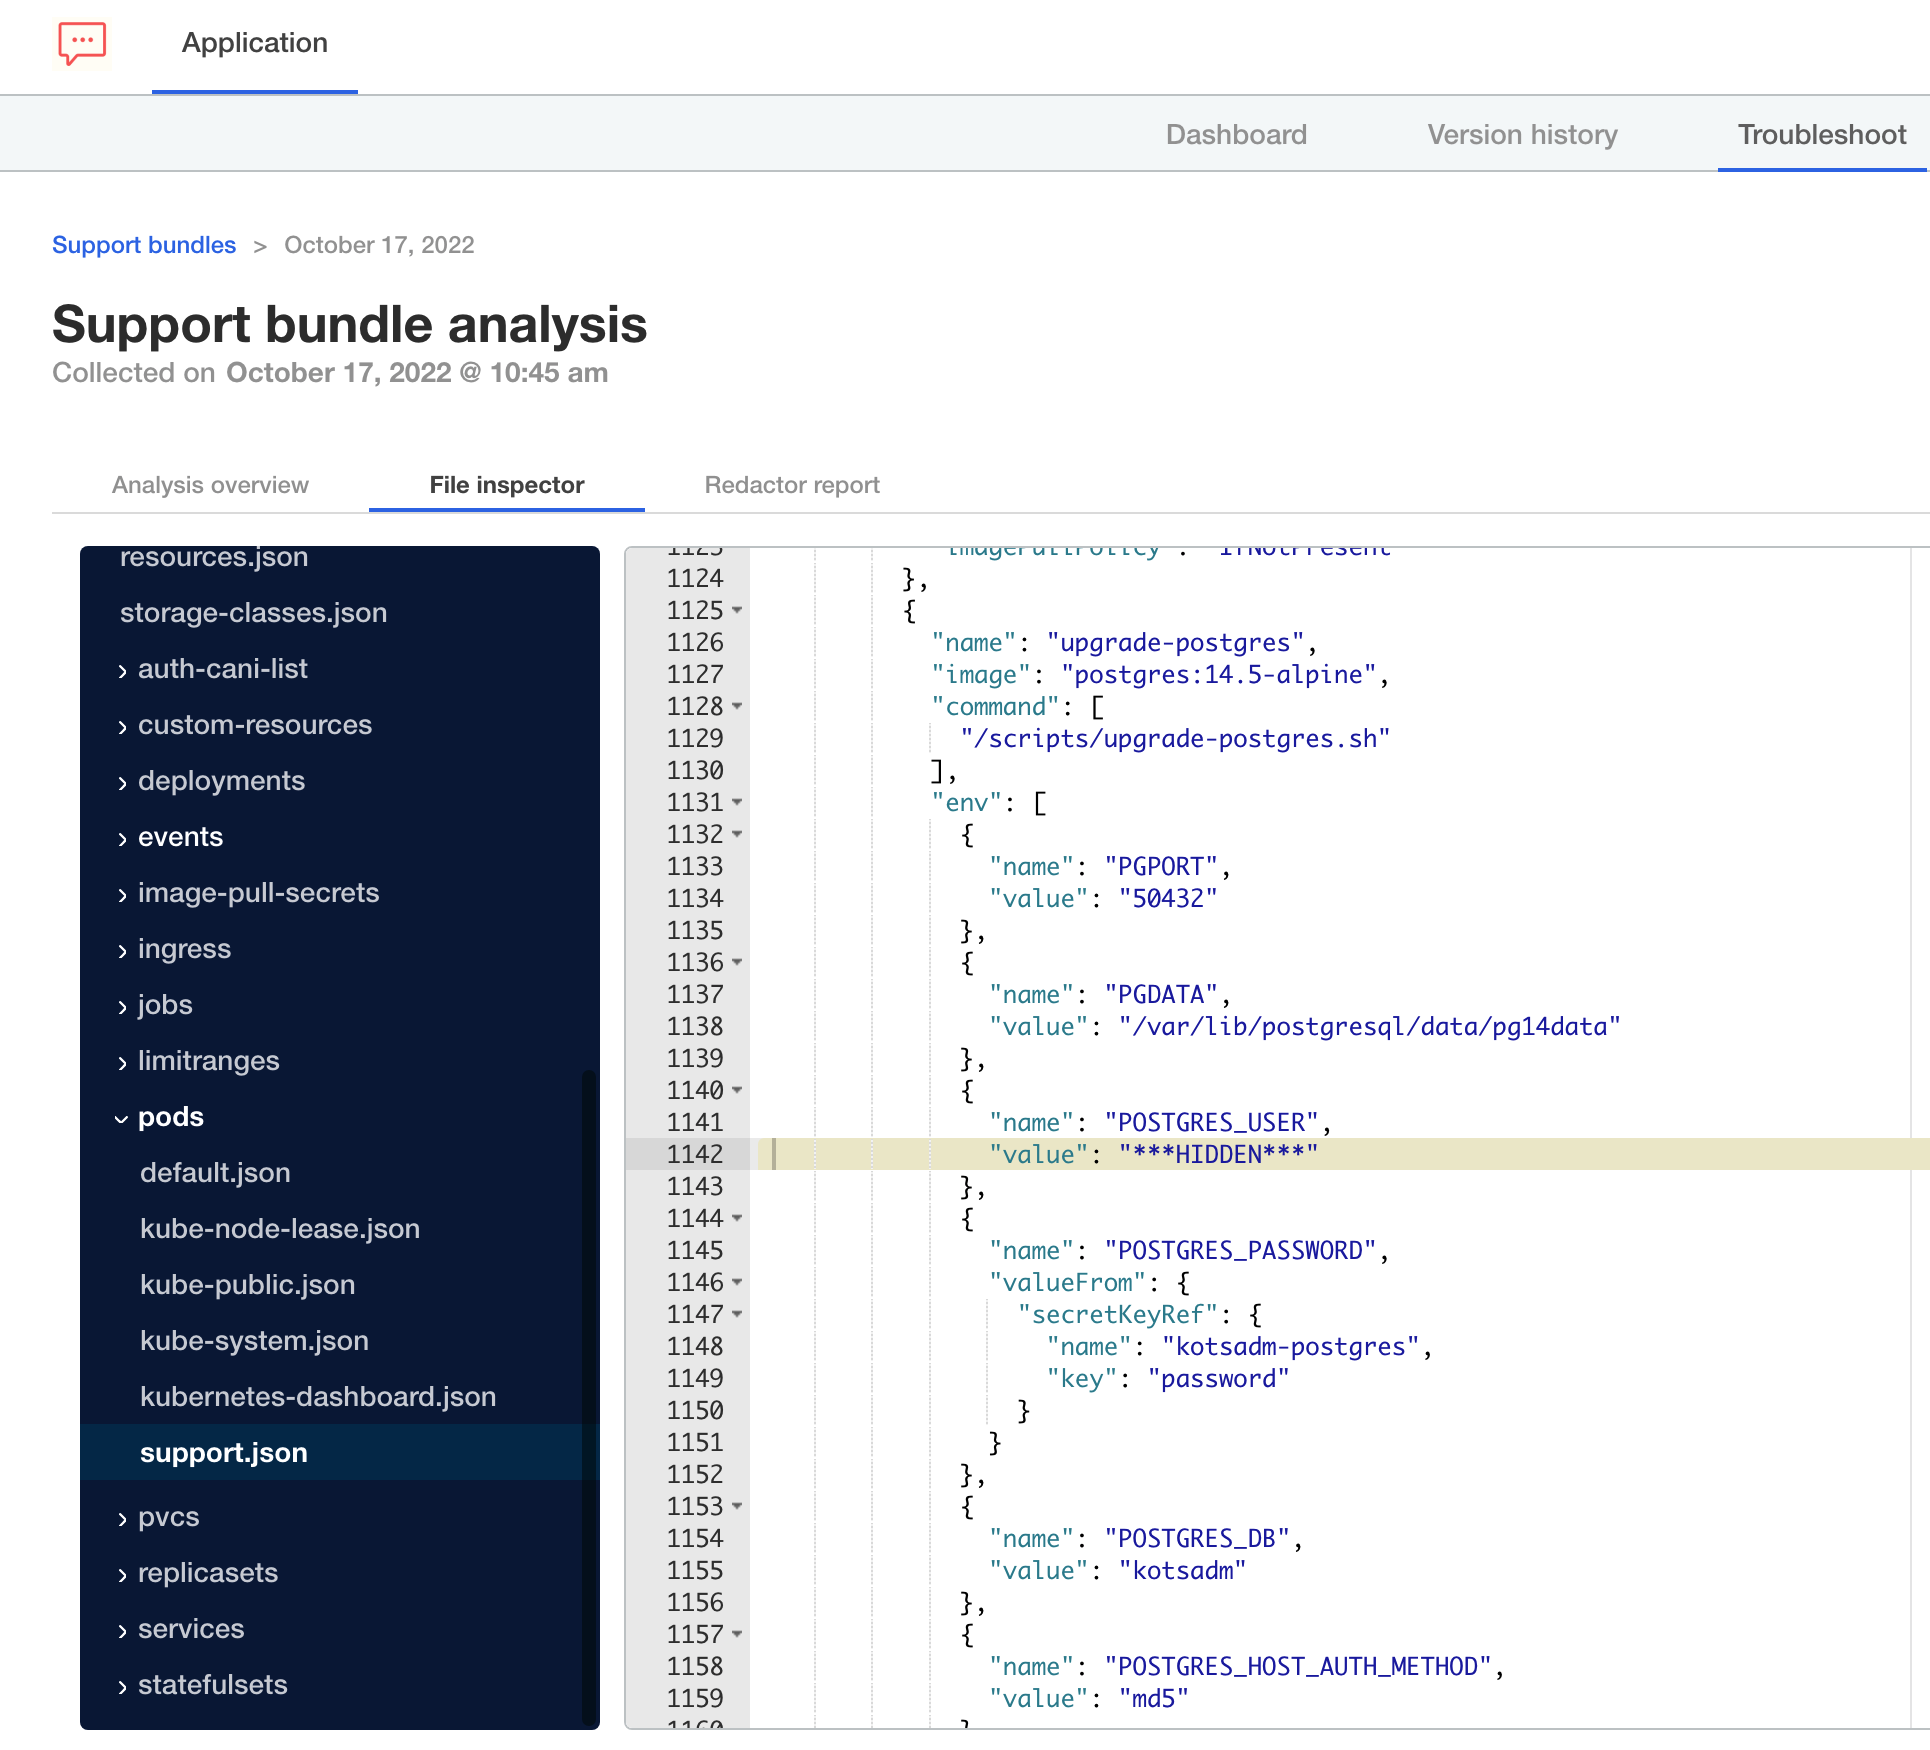 Application
Dashboard Version history Troubleshoot
Support bundles > October 17, 2022
Support bundle analysis
Collected on October 17, 2022 @ 10:45 am
Analysis overview File inspector Redactor report
resources.json
storage-classes.json
› auth-cani-list
› custom-resources
› deployments
› events
› image-pull-secrets
› ingress
› jobs
› limitranges
pods
default.json
kube-node-lease.json
kube-public.json
kube-system.json
kubernetes-dashboard.json
support.json
› pvcs
› replicasets
› services
› statefulsets
1123 "imagePullPolicy": "IfNotPresent"
1124 },
1125 {
1126 "name": "upgrade-postgres",
1127 "image": "postgres:14.5-alpine",
1128 "command": [
1129 "/scripts/upgrade-postgres.sh"
1130 ],
1131 "env": [
1132 {
1133 "name": "PGPORT",
1134 "value": "50432"
1135 },
1136 {
1137 "name": "PGDATA",
1138 "value": "/var/lib/postgresql/data/pg14data"
1139 },
1140 {
1141 "name": "POSTGRES_USER",
1142 "value": "***HIDDEN***"
1143 },
1144 {
1145 "name": "POSTGRES_PASSWORD",
1146 "valueFrom": {
1147 "secretKeyRef": {
1148 "name": "kotsadm-postgres",
1149 "key": "password"
1150 }
1151 }
1152 },
1153 {
1154 "name": "POSTGRES_DB",
1155 "value": "kotsadm"
1156 },
1157 {
1158 "name": "POSTGRES_HOST_AUTH_METHOD",
1159 "value": "md5"
1160 }